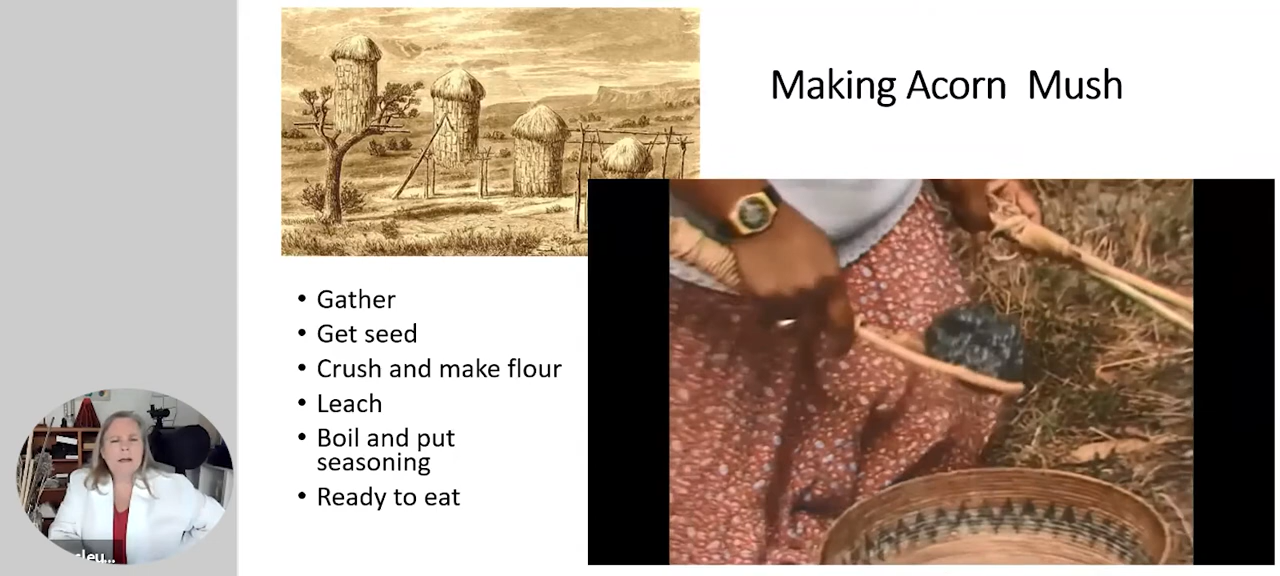 Making Acorn Mush
• Gather
• Get seed
• Crush and make flour
• Leach
• Boil and put
seasoning
• Ready to eat